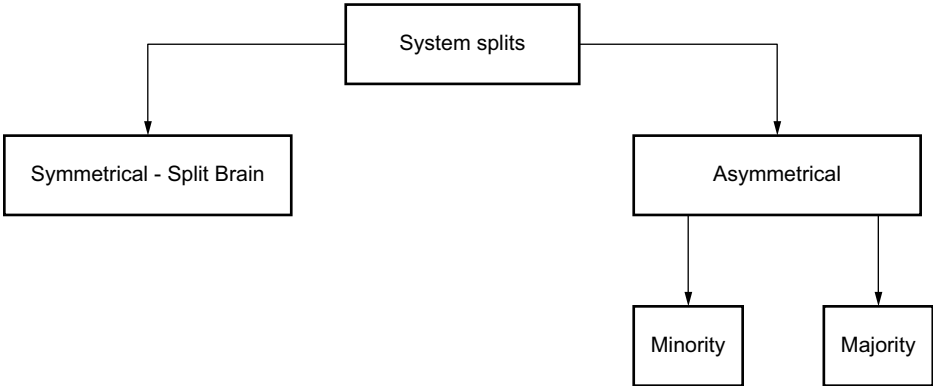 System splits
Symmetrical - Split Brain
Asymmetrical
Minority
Majority